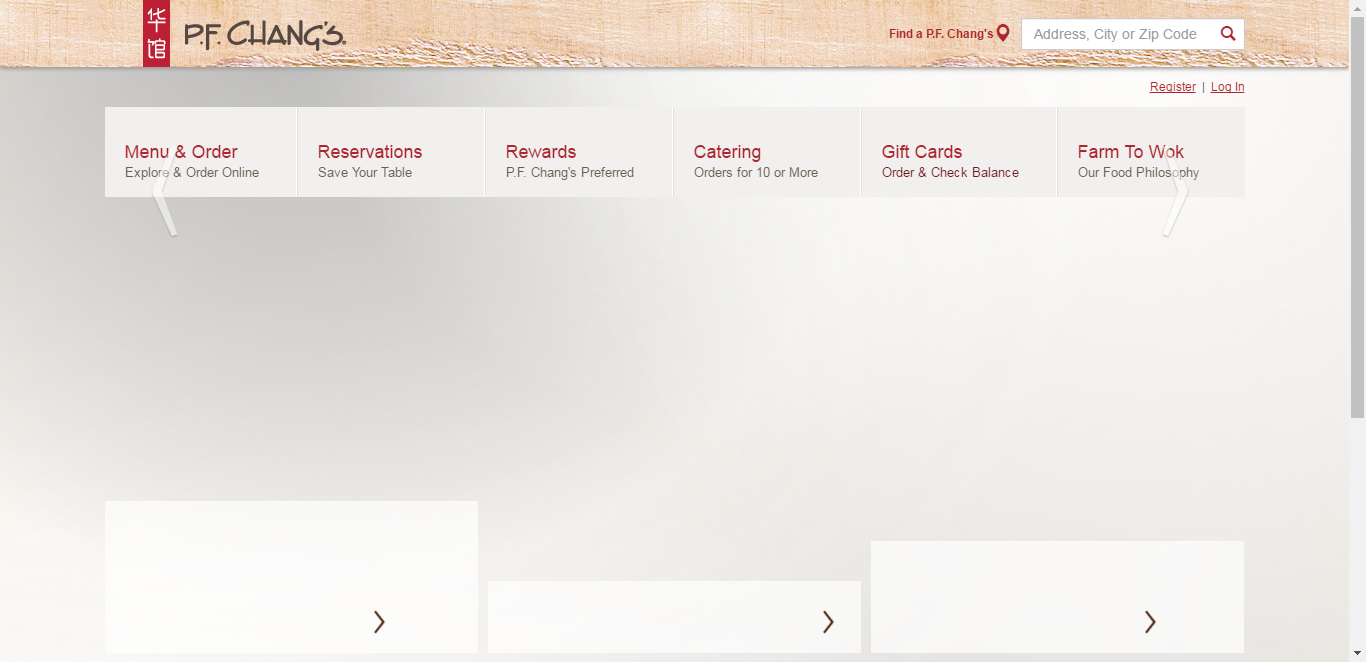 华
馆
P.F. CHANG'S
Find a P.F. Chang's
Address, City or Zip Code
Register | Log In
Menu & Order
Explore & Order Online
Reservations
Save Your Table
Rewards
P.F. Chang's Preferred
Catering
Orders for 10 or More
Gift Cards
Order & Check Balance
Farm To Wok
Our Food Philosophy